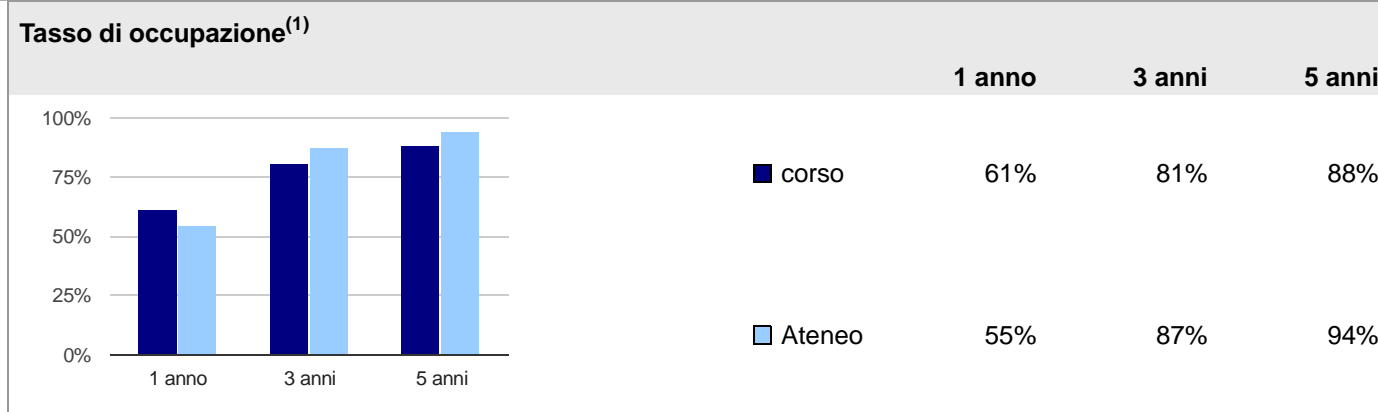 Tasso di occupazione(1)
1 anno 3 anni 5 anni
100%
75%
50%
25%
0%
1 anno 3 anni 5 anni
corso 61% 81% 88%
Ateneo 55% 87% 94%